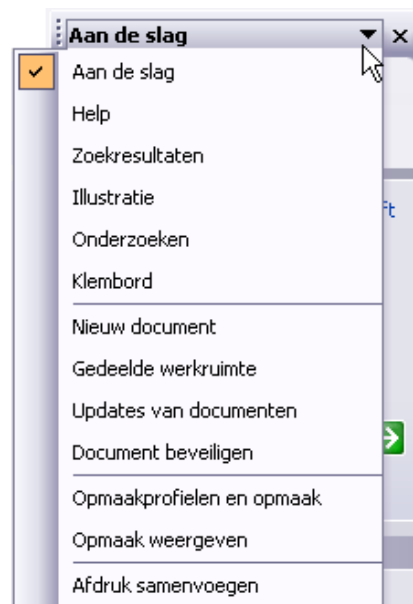 Aan de slag
Aan de slag
Help
Zoekresultaten
Illustratie
Onderzoeken
ft
Klembord
Nieuw document
Gedeelde werkruimte
Updates van documenten
Document beveiligen
Opmaakprofielen en opmaak
Opmaak weergeven
Afdruk samenvoegen